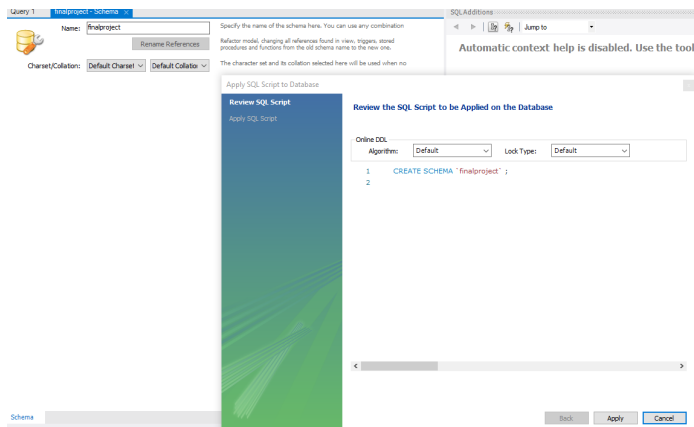 Query 1 finalproject - Schema ×
SQLAdditions
Name: finalproject
Specify the name of the schema here. You can use any combination
Jump to
Rename References
Refactor model, changing all references found in view, triggers, stored
procedures and functions from the old schema name to the new one.
Automatic context help is disabled. Use the tool
Charset/Collation: Default Charset Default Collation
The character set and its collation selected here will be used when no
Apply SQL Script to Database
Review SQL Script
Apply SQL Script
Review the SQL Script to be Applied on the Database
Online DDL
Algorithm: Default Lock Type: Default
1 CREATE SCHEMA `finalproject` ;
2
Schema
Back Apply Cancel